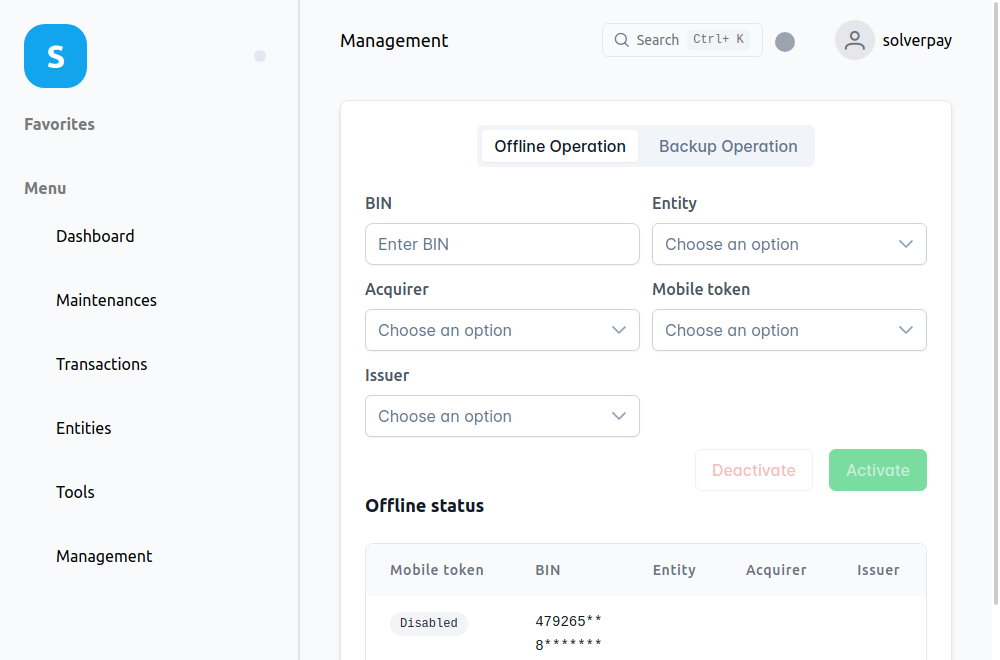 S
Favorites
Menu
Dashboard
Maintenances
Transactions
Entities
Tools
Management
Management
Search Ctrl+ K
solverpay
Offline Operation Backup Operation
BIN Entity
Enter BIN Choose an option
Acquirer Mobile token
Choose an option Choose an option
Issuer
Choose an option
Deactivate Activate
Offline status
Mobile token BIN Entity Acquirer Issuer
Disabled 479265**
8*******